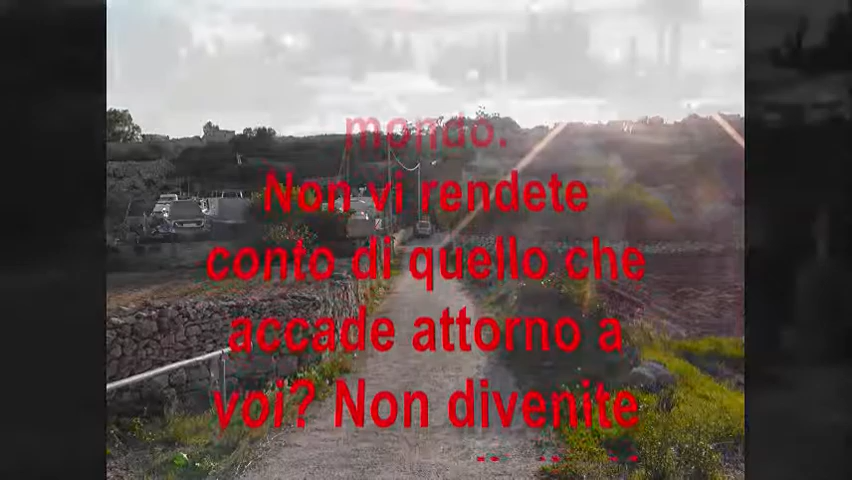 mondo.
Non vi rendete
conto di quello che
accade attorno a
voi? Non divenite